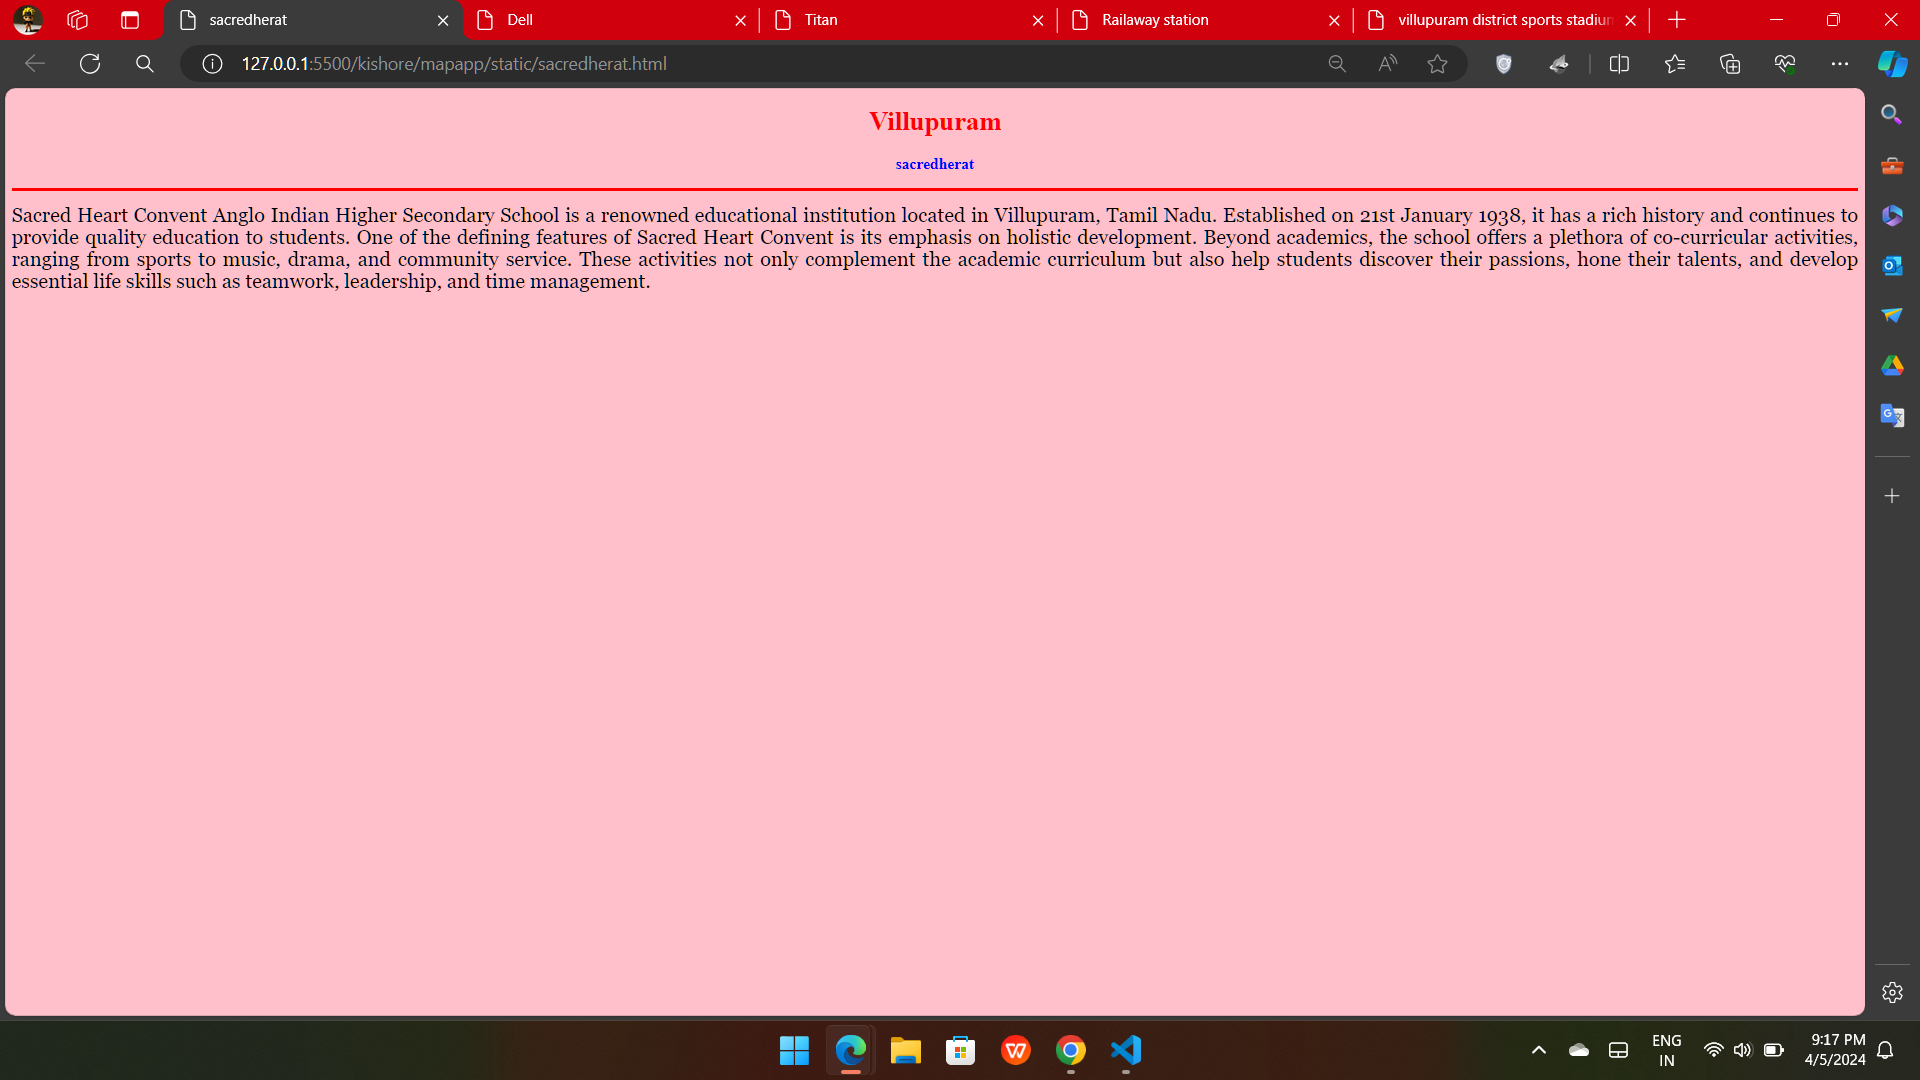 sacredherat
Dell
Titan
Railaway station
villupuram district sports stadium
127.0.0.1:5500/kishore/mapapp/static/sacredherat.html
Villupuram
sacredherat
Sacred Heart Convent Anglo Indian Higher Secondary School is a renowned educational institution located in Villupuram, Tamil Nadu. Established on 21st January 1938, it has a rich history and continues to
provide quality education to students. One of the defining features of Sacred Heart Convent is its emphasis on holistic development. Beyond academics, the school offers a plethora of co-curricular activities,
ranging from sports to music, drama, and community service. These activities not only complement the academic curriculum but also help students discover their passions, hone their talents, and develop
essential life skills such as teamwork, leadership, and time management.
ENG
IN
9:17 PM
4/5/2024